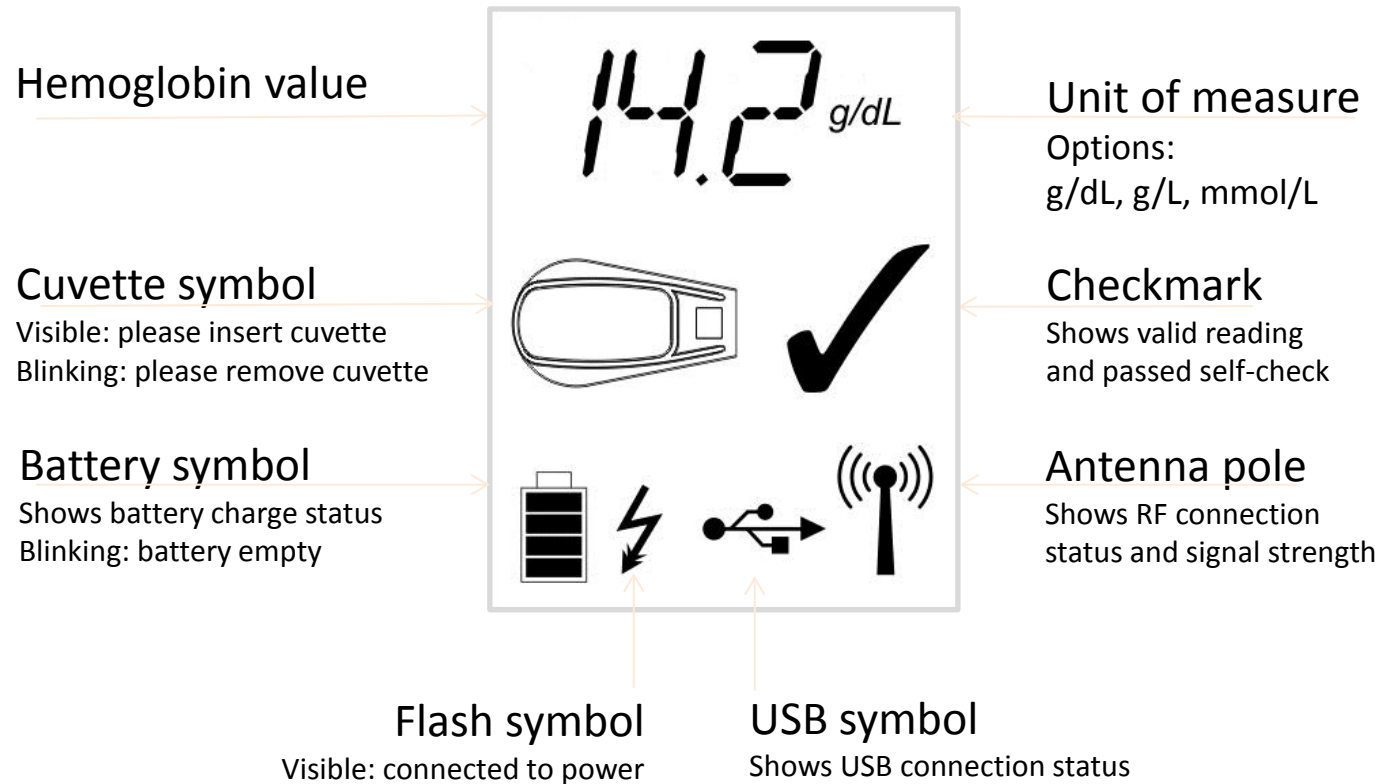 Hemoglobin value
14.2 g/dL
Unit of measure
Options:
g/dL, g/L, mmol/L
Cuvette symbol
Visible: please insert cuvette
Blinking: please remove cuvette
Checkmark
Shows valid reading
and passed self-check
Battery symbol
Shows battery charge status
Blinking: battery empty
Antenna pole
Shows RF connection
status and signal strength
Flash symbol
Visible: connected to power
USB symbol
Shows USB connection status